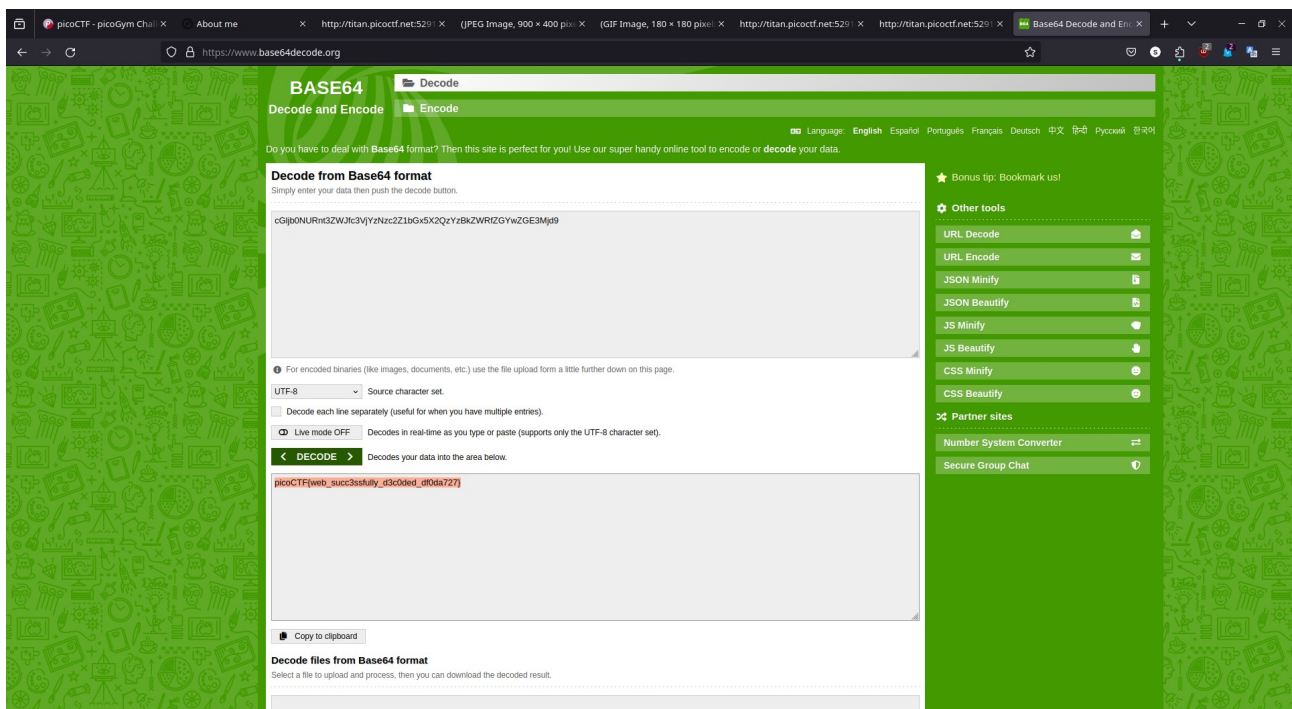 picoCTF - picoGym Chall
About me
http://titan.picoctf.net:5291
(JPEG Image, 900 × 400 pixe
(GIF Image, 180 × 180 pixel
http://titan.picoctf.net:5291
http://titan.picoctf.net:5291
Base64 Decode and Enc
https://www.base64decode.org
BASE64
Decode and Encode
Decode
Encode
Language: English Español Português Français Deutsch 中文 हिन्दी Русский 한국어
Do you have to deal with Base64 format? Then this site is perfect for you! Use our super handy online tool to encode or decode your data.
Decode from Base64 format
Simply enter your data then push the decode button.
cGljb0NURnt3ZWJfc3VjYzNzc2Z1bGx5X2QzYzBkZWRfZGYwZGE3Mjd9
For encoded binaries (like images, documents, etc.) use the file upload form a little further down on this page.
UTF-8
Source character set.
Decode each line separately (useful for when you have multiple entries).
Live mode OFF
Decodes in real-time as you type or paste (supports only the UTF-8 character set).
< DECODE >
Decodes your data into the area below.
picoCTF{web_succ3ssfully_d3c0ded_df0da727}
Copy to clipboard
Decode files from Base64 format
Select a file to upload and process, then you can download the decoded result.
Bonus tip: Bookmark us!
Other tools
URL Decode
URL Encode
JSON Minify
JSON Beautify
JS Minify
JS Beautify
CSS Minify
CSS Beautify
Partner sites
Number System Converter
Secure Group Chat